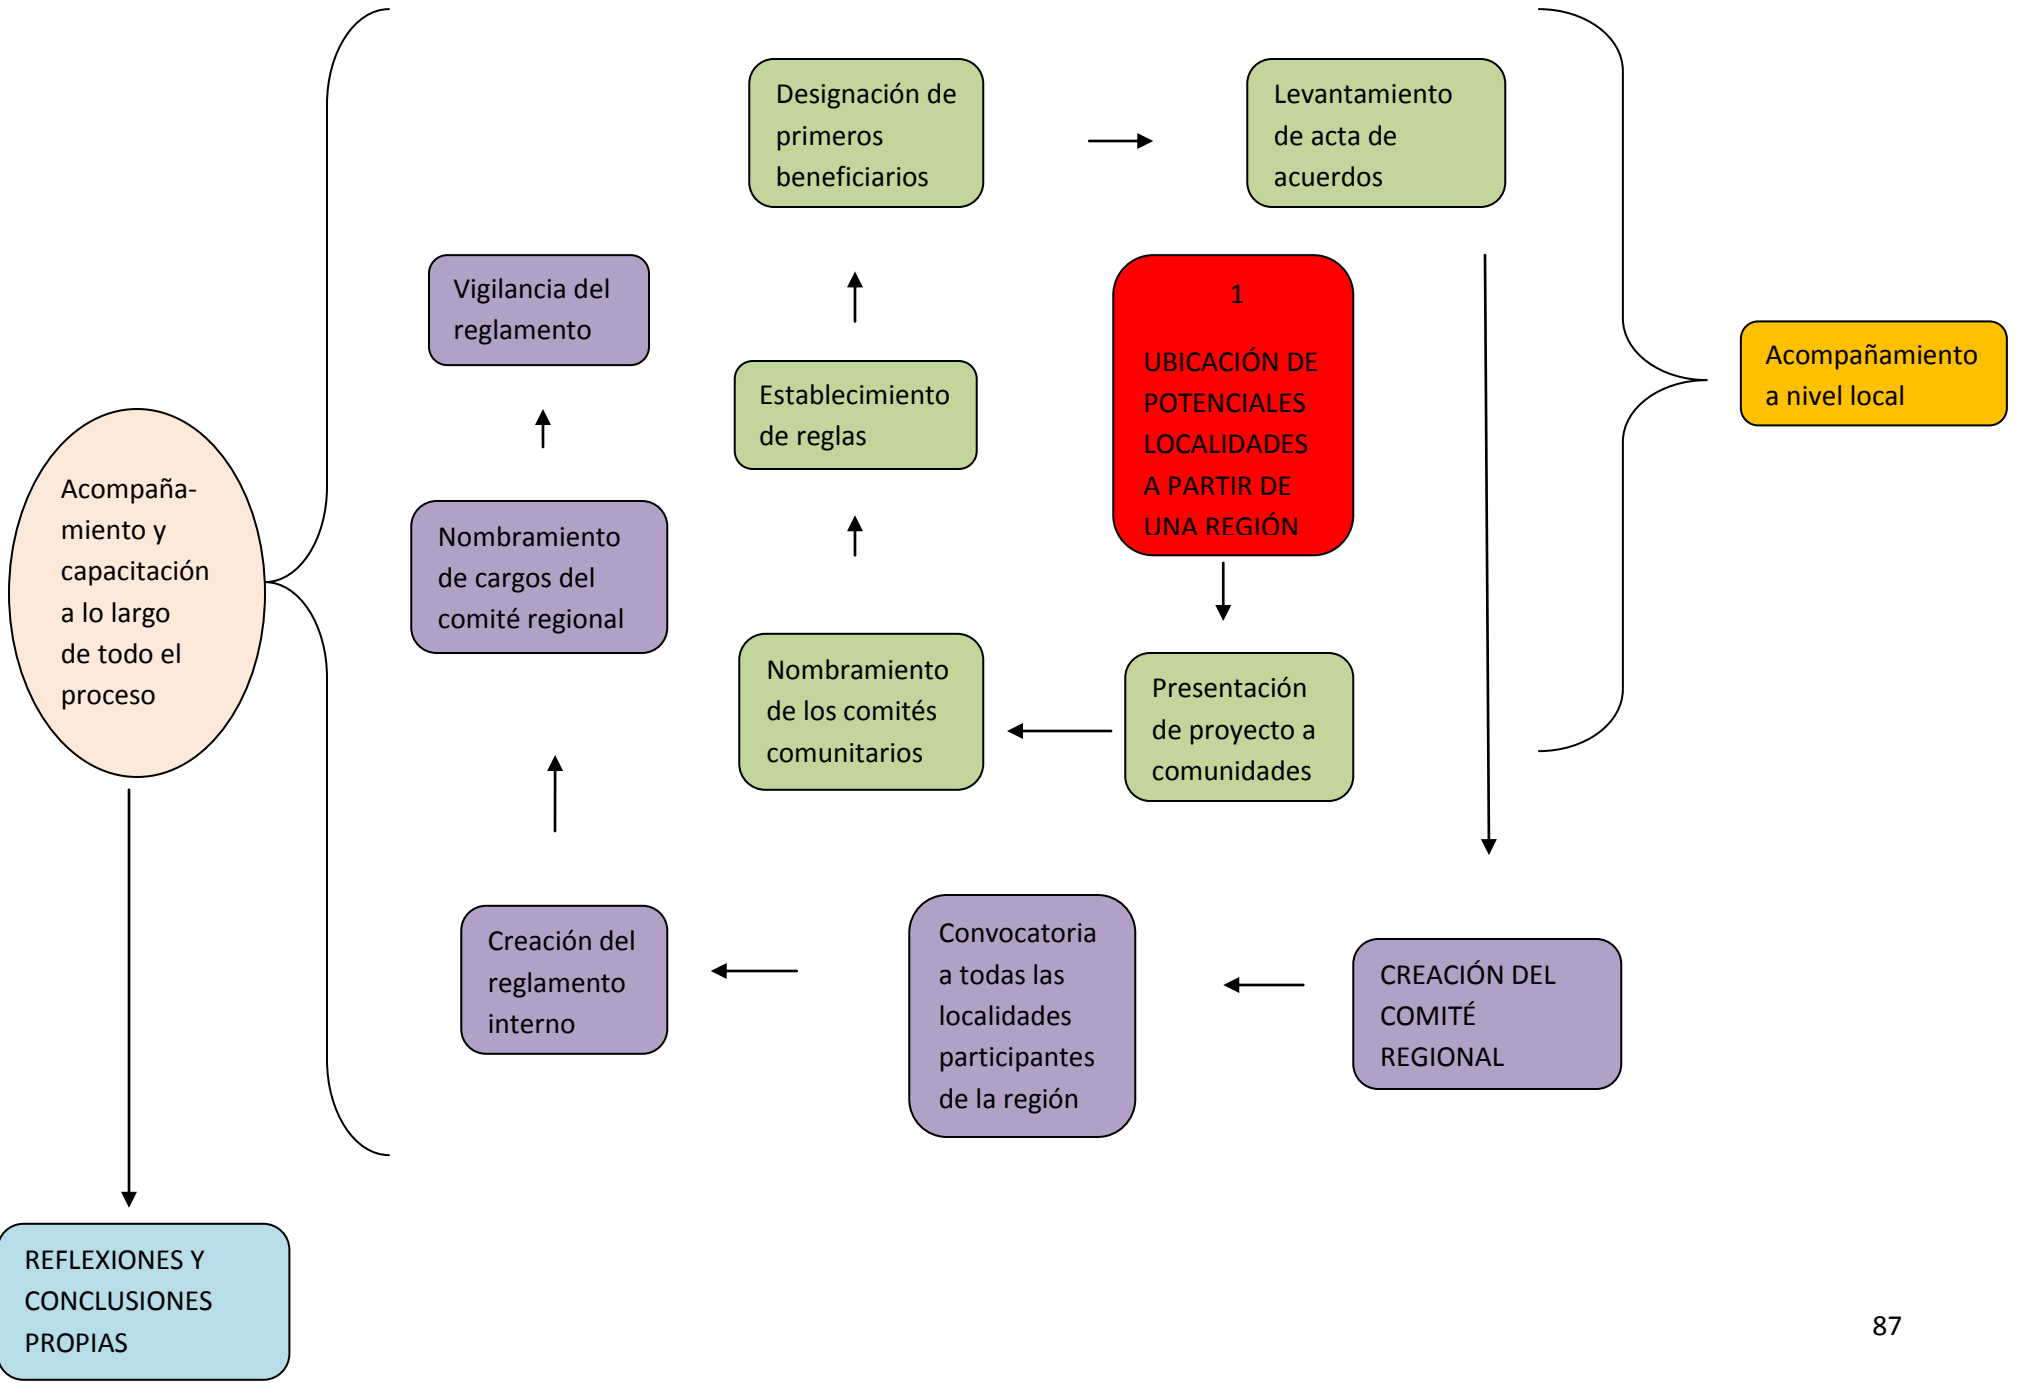 Designación de
primeros
beneficiarios
Levantamiento
de acta de
acuerdos
Vigilancia del
reglamento
1
UBICACIÓN DE
POTENCIALES
LOCALIDADES
A PARTIR DE
UNA REGIÓN
Acompañamiento
a nivel local
Establecimiento
de reglas
Acompaña-
miento y
capacitación
a lo largo
de todo el
proceso
Nombramiento
de cargos del
comité regional
Nombramiento
de los comités
comunitarios
Presentación
de proyecto a
comunidades
Creación del
reglamento
interno
Convocatoria
a todas las
localidades
participantes
de la región
CREACIÓN DEL
COMITÉ
REGIONAL
REFLEXIONES Y
CONCLUSIONES
PROPIAS
87